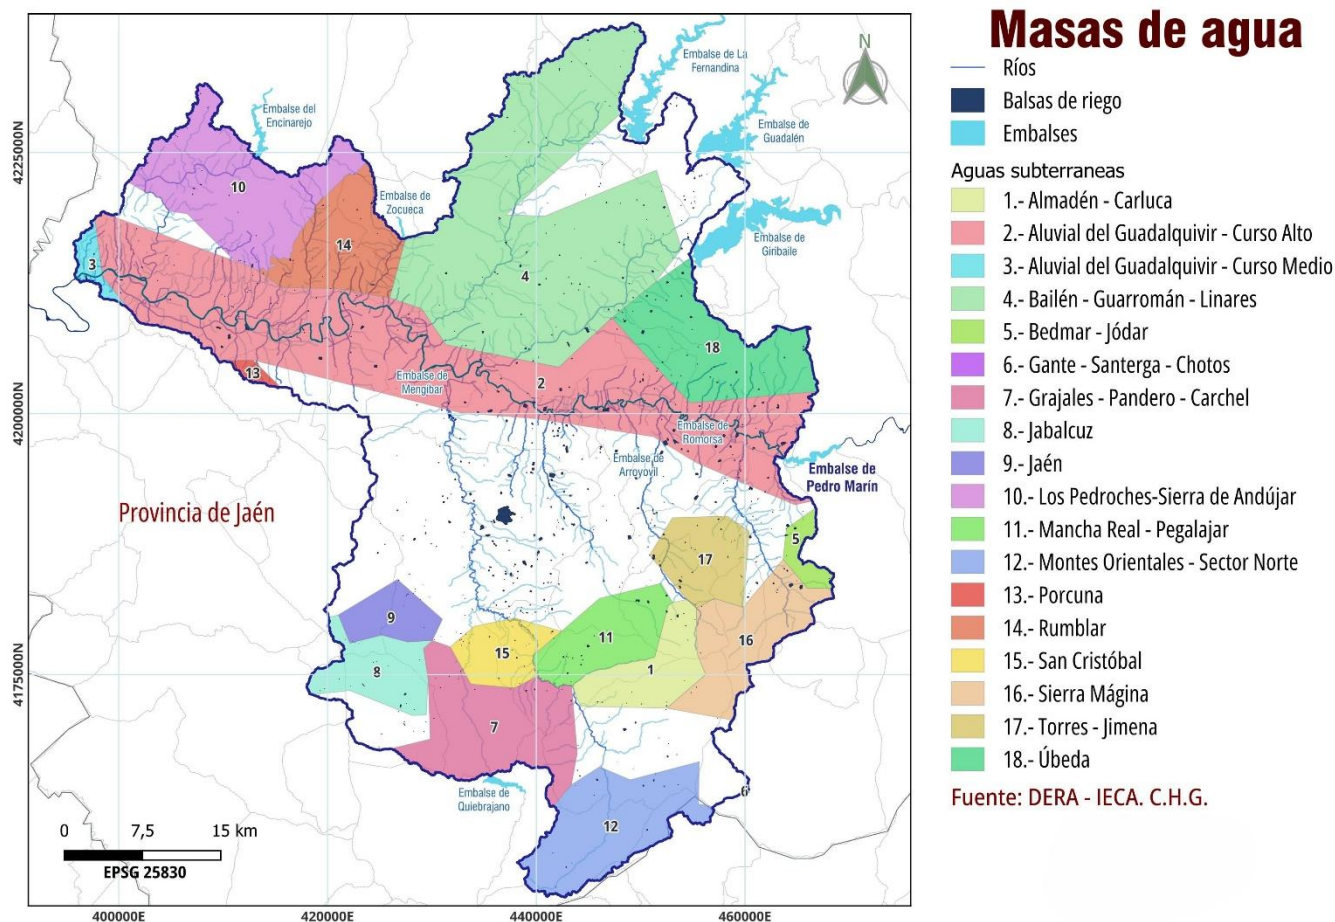 Masas de agua
Ríos
Balsas de riego
Embalses
Aguas subterraneas
1.- Almadén - Carluca
2.- Aluvial del Guadalquivir - Curso Alto
3.- Aluvial del Guadalquivir - Curso Medio
4.- Bailén - Guarromán - Linares
5.- Bedmar - Jódar
6.- Gante - Santerga - Chotos
7.- Grajales - Pandero - Carchel
8.- Jabalcuz
9.- Jaén
10.- Los Pedroches-Sierra de Andújar
11.- Mancha Real - Pegalajar
12.- Montes Orientales - Sector Norte
13.- Porcuna
14.- Rumblar
15.- San Cristóbal
16.- Sierra Mágina
17.- Torres - Jimena
18.- Úbeda
Fuente: DERA - IECA. C.H.G.
N
Embalse de La
Fernandina
Embalse del
Encinarejo
Embalse de
Guadalén
Embalse de
Zocueca
Embalse de
Giribaile
10
14
3
4
18
13
2
Embalse de
Mengibar
Embalse de
Romorsa
Embalse de
Arroyovil
Embalse de
Pedro Marín
Provincia de Jaén
5
17
9
11
16
15
8
1
7
Embalse de
Quiebrajano
6
12
0 7,5 15 km
EPSG 25830
4225000N
4200000N
4175000N
400000E
420000E
440000E
460000E